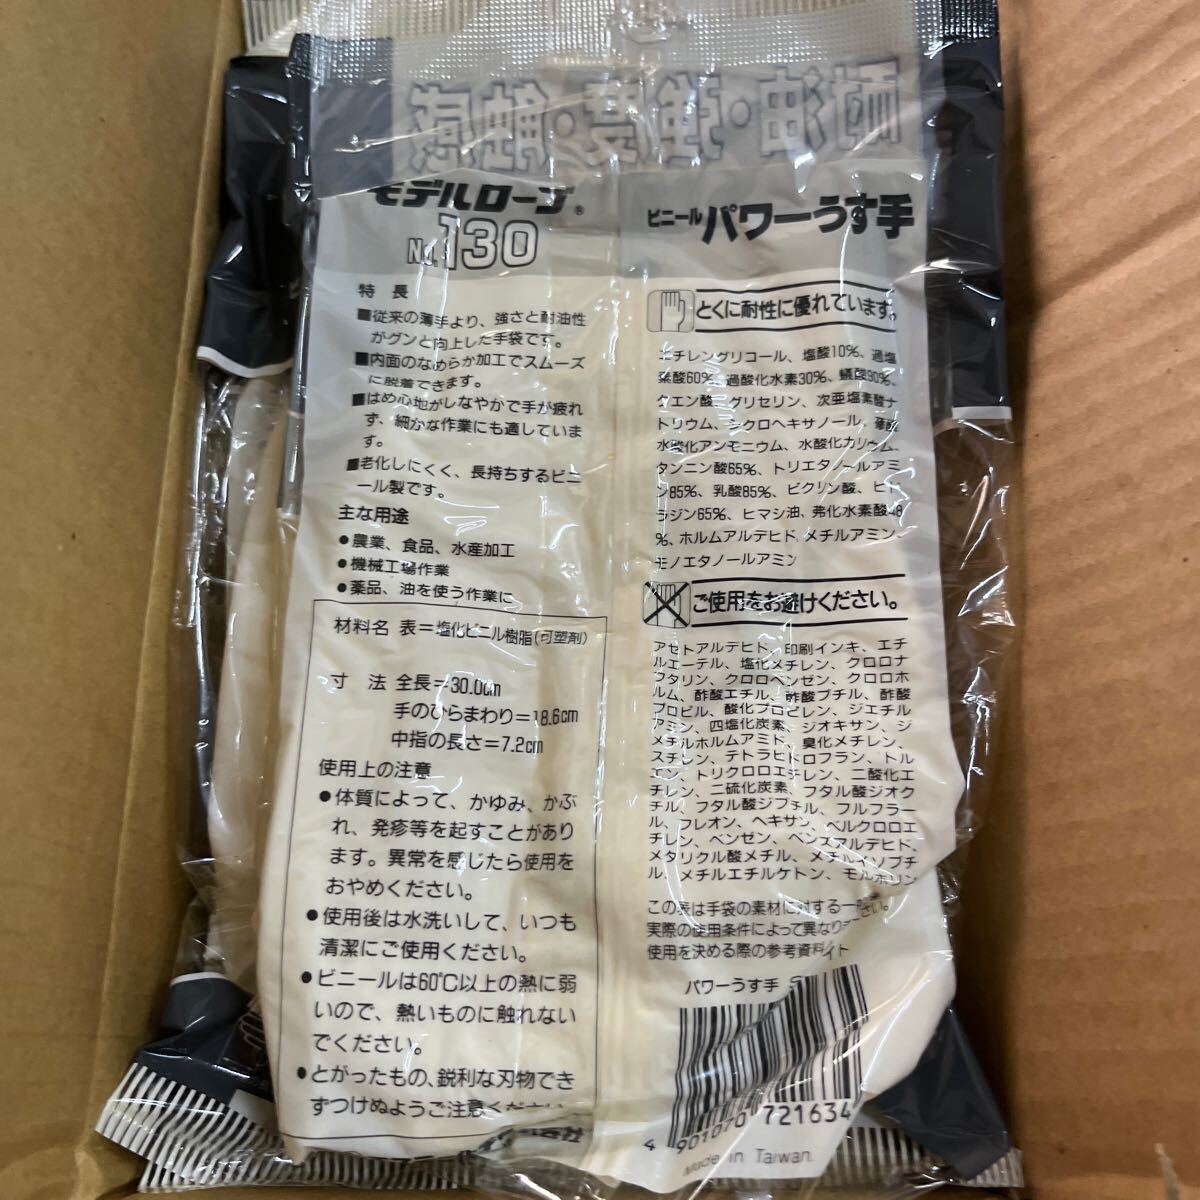 モデルローブ®
No.130
特 長
■従来の薄手より、強さと耐油性
がグンと向上した手袋です。
■内面のなめらか加工でスムーズ
に脱着できます。
■はめ心地がしなやかで手が疲れ
ず、細かな作業にも適していま
す。
■老化しにくく、長持ちするビニ
ール製です。
主な用途
●農業、食品、水産加工
●機械工場作業
●薬品、油を使う作業に
材料名 表＝塩化ビニル樹脂(可塑剤)
寸 法 全長＝30.0cm
手のひらまわり＝18.6cm
中指の長さ＝7.2cm
使用上の注意
●体質によって、かゆみ、かぶ
れ、発疹等を起すことがあり
ます。異常を感じたら使用を
おやめください。
●使用後は水洗いして、いつも
清潔にご使用ください。
●ビニールは60℃以上の熱に弱
いので、熱いものに触れない
でください。
●とがったもの、鋭利な刃物でき
ずつけぬようご注意ください
ビニール パワーうす手
とくに耐性に優れています。
エチレングリコール、塩酸10%、過塩
素酸60%、過酸化水素30%、蟻酸90%、
クエン酸、グリセリン、次亜塩素酸ナ
トリウム、シクロヘキサノール、蓚酸
水酸化アンモニウム、水酸化カリウム、
タンニン酸65%、トリエタノールアミ
ン85%、乳酸85%、ピクリン酸、ヒド
ラジン65%、ヒマシ油、弗化水素酸48
%、ホルムアルデヒド、メチルアミン、
モノエタノールアミン
ご使用をお避けください。
アセトアルデヒド、印刷インキ、エチ
ルエーテル、塩化メチレン、クロロナ
フタリン、クロロベンゼン、クロロホ
ルム、酢酸エチル、酢酸ブチル、酢酸
プロピル、酸化プロピレン、ジエチル
アミン、四塩化炭素、ジオキサン、ジ
メチルホルムアミド、臭化メチレン、
スチレン、テトラヒドロフラン、トル
エン、トリクロロエチレン、二酸化エ
チレン、二硫化炭素、フタル酸ジオク
チル、フタル酸ジブチル、フルフラー
ル、フレオン、ヘキサン、ベルクロロエ
チレン、ベンゼン、ベンズアルデヒド、
メタリクル酸メチル、メチルイソブチ
ル、メチルエチルケトン、モルホリン
この表は手袋の素材に対する一
実際の使用条件によって異なり
使用を決める際の参考資料
パワーうす手
4 901070 721634
Made in Taiwan.